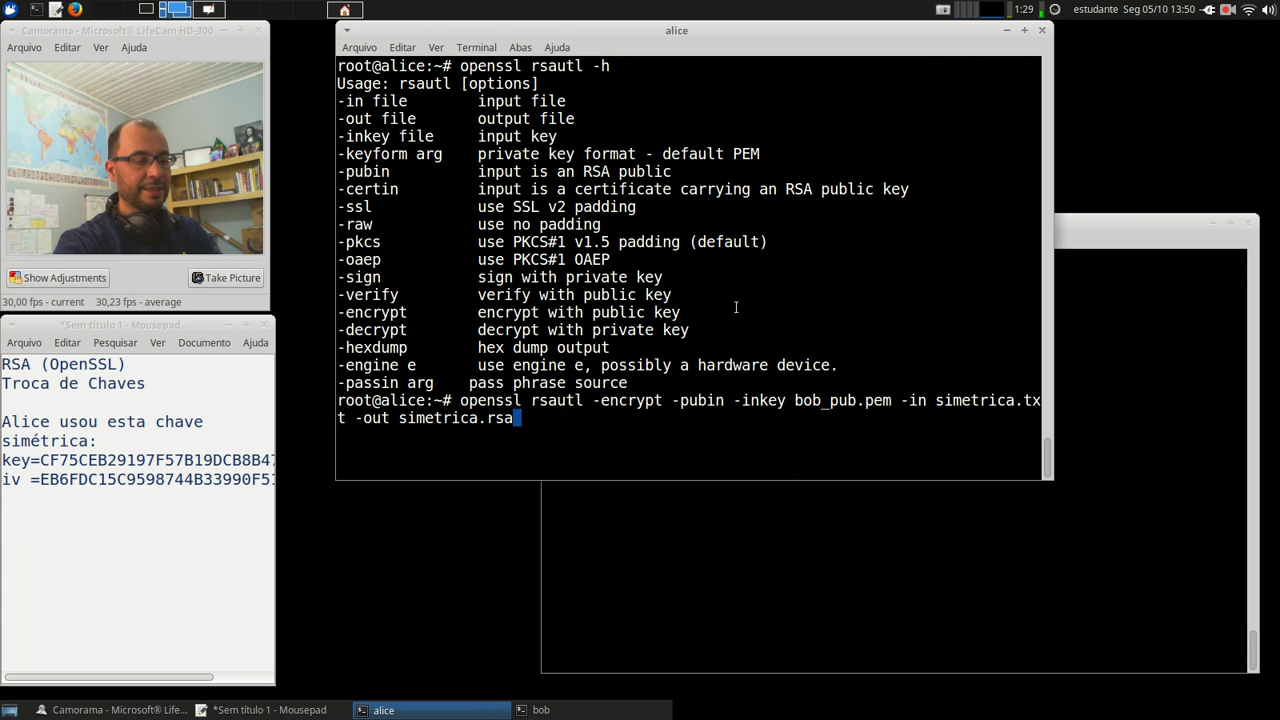 1:29
estudante Seg 05/10 13:50
Camorama - Microsoft® LifeCam HD-300
Arquivo Editar Ver Ajuda
Show Adjustments
Take Picture
30,00 fps - current 30,23 fps - average
*Sem título 1 - Mousepad
Arquivo Editar Pesquisar Ver Documento Ajuda
RSA (OpenSSL)
Troca de Chaves
Alice usou esta chave
simétrica:
key=CF75CEB29197F57B19DCB8B47
iv =EB6FDC15C9598744B33990F51
alice
Arquivo Editar Ver Terminal Abas Ajuda
root@alice:~# openssl rsautl -h
Usage: rsautl [options]
-in file input file
-out file output file
-inkey file input key
-keyform arg private key format - default PEM
-pubin input is an RSA public
-certin input is a certificate carrying an RSA public key
-ssl use SSL v2 padding
-raw use no padding
-pkcs use PKCS#1 v1.5 padding (default)
-oaep use PKCS#1 OAEP
-sign sign with private key
-verify verify with public key
-encrypt encrypt with public key
-decrypt decrypt with private key
-hexdump hex dump output
-engine e use engine e, possibly a hardware device.
-passin arg pass phrase source
root@alice:~# openssl rsautl -encrypt -pubin -inkey bob_pub.pem -in simetrica.tx
t -out simetrica.rsa
Camorama - Microsoft® Life...
*Sem título 1 - Mousepad
alice
bob